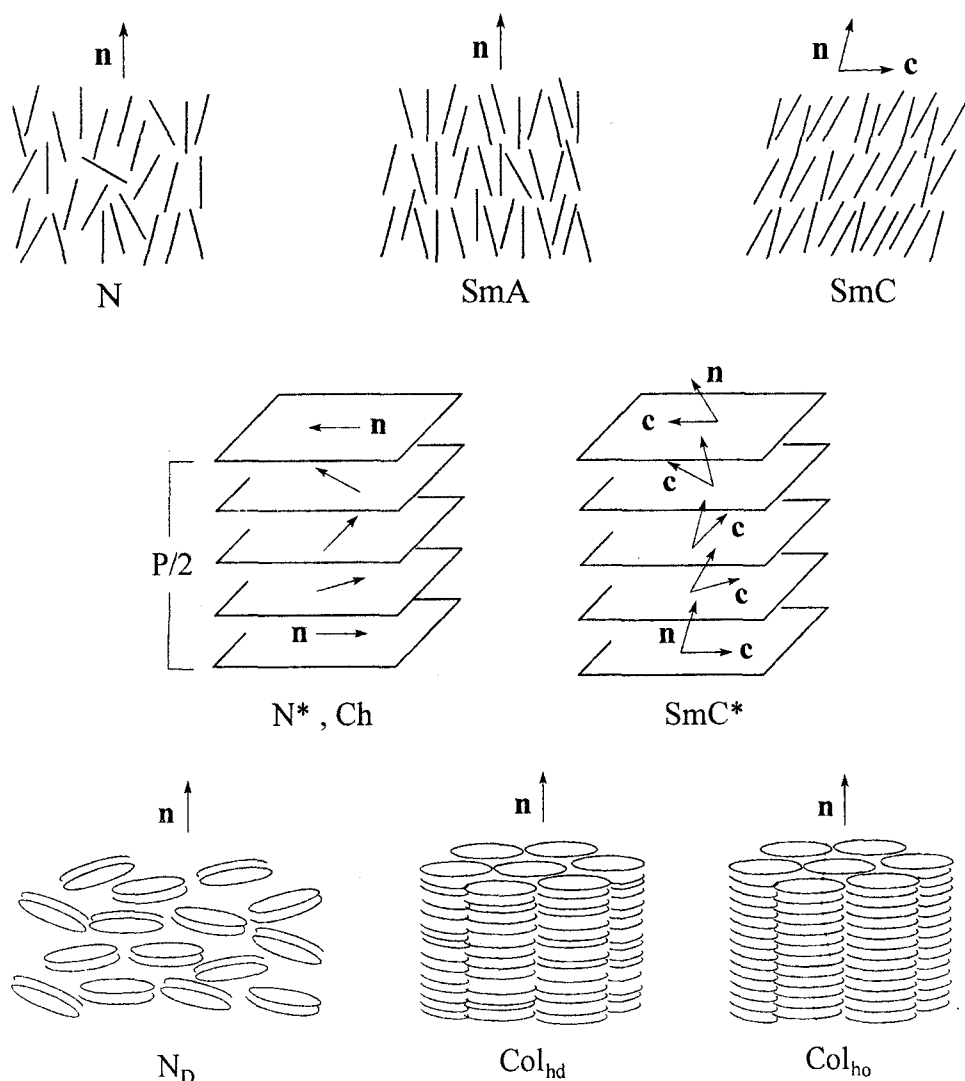 n n n c
N SmA SmC
n
n c
c
P/2 c
c
n n c
N* , Ch SmC*
n n n
N_D Col_hd Col_ho